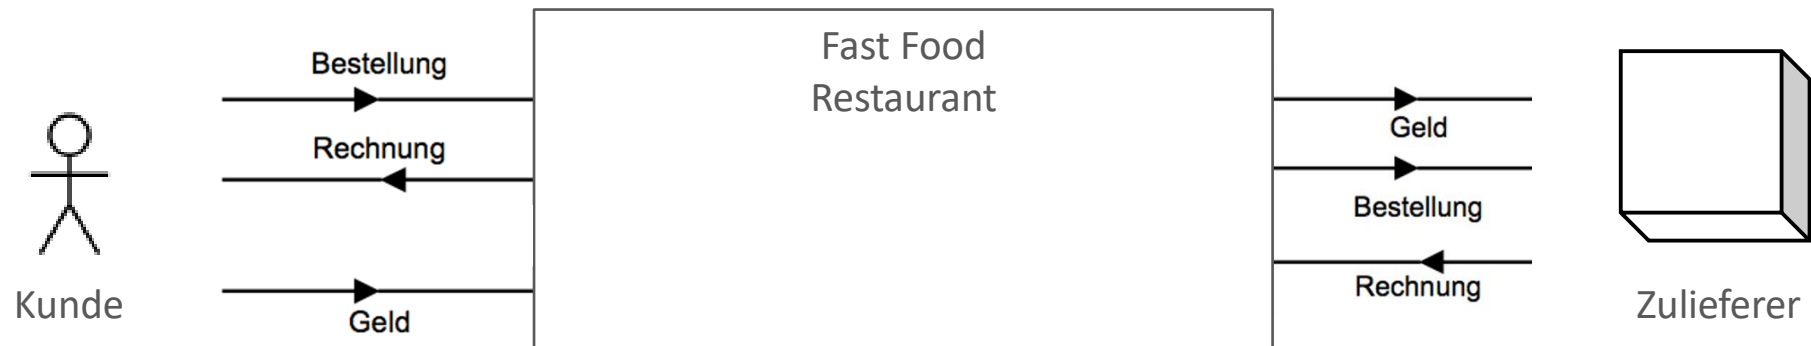 Fast Food
Restaurant
Bestellung
Rechnung
Geld
Kunde
Geld
Bestellung
Rechnung
Zulieferer